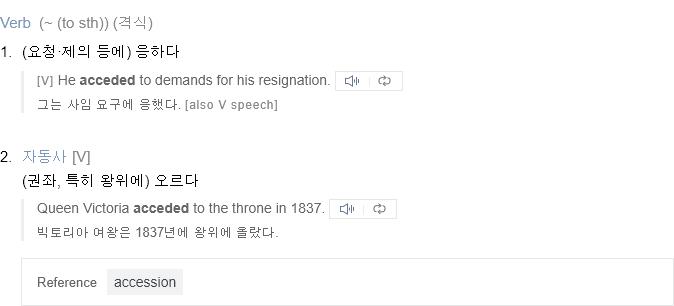 Verb (~ (to sth)) (격식)
1. (요청·제의 등에) 응하다
[V] He acceded to demands for his resignation.
그는 사임 요구에 응했다. [also V speech]
2. 자동사 [V]
(권좌, 특히 왕위에) 오르다
Queen Victoria acceded to the throne in 1837.
빅토리아 여왕은 1837년에 왕위에 올랐다.
Reference accession